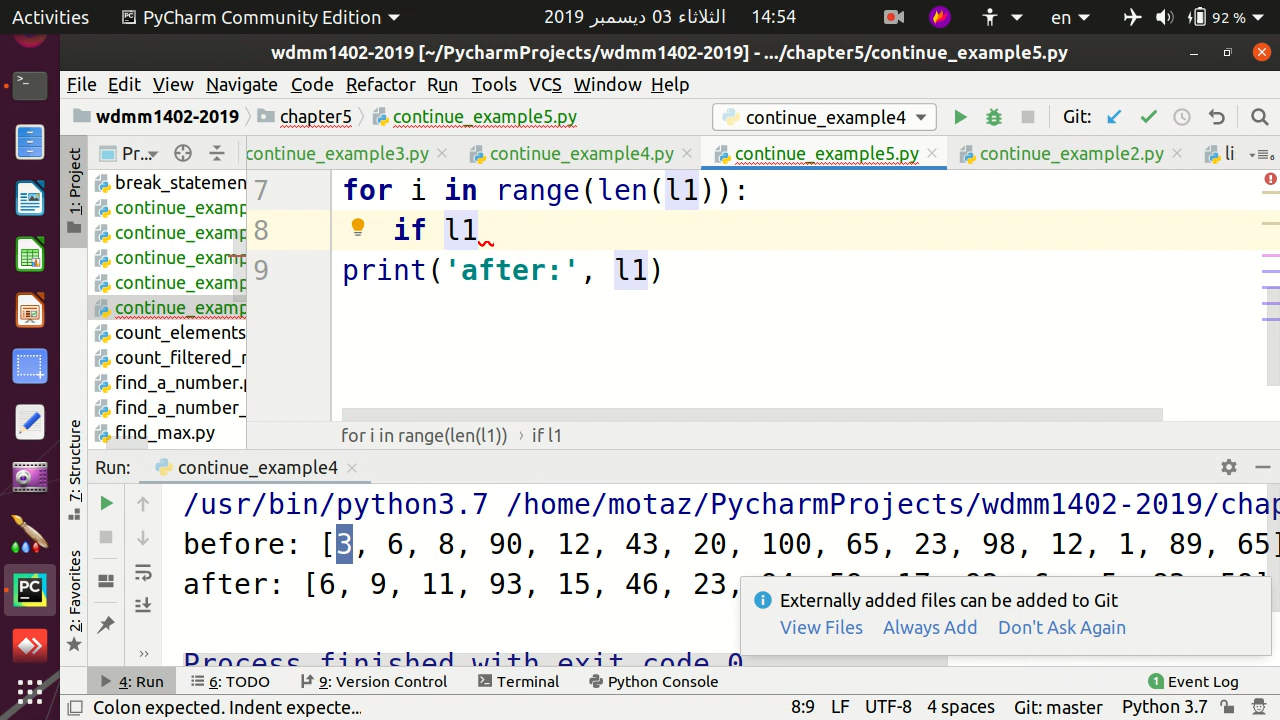 Activities PyCharm Community Edition الثلاثاء 03 ديسمبر 2019 14:54 en 92 %
wdmm1402-2019 [~/PycharmProjects/wdmm1402-2019] - .../chapter5/continue_example5.py
File Edit View Navigate Code Refactor Run Tools VCS Window Help
wdmm1402-2019 chapter5 continue_example5.py continue_example4 Git:
1: Project
Pr... continue_example3.py continue_example4.py continue_example5.py continue_example2.py li
break_statemen
continue_examp
continue_examp
continue_examp
continue_examp
continue_examp
count_elements
count_filtered_r
find_a_number.p
find_a_number_
find_max.py
7 for i in range(len(l1)):
8 if l1
9 print('after:', l1)
for i in range(len(l1)) › if l1
7: Structure
2: Favorites
Run: continue_example4
/usr/bin/python3.7 /home/motaz/PycharmProjects/wdmm1402-2019/chap
before: [3, 6, 8, 90, 12, 43, 20, 100, 65, 23, 98, 12, 1, 89, 65]
after: [6, 9, 11, 93, 15, 46, 23,
Process finished with exit code 0
Externally added files can be added to Git
View Files Always Add Don't Ask Again
4: Run 6: TODO 9: Version Control Terminal Python Console 1 Event Log
Colon expected. Indent expecte... 8:9 LF UTF-8 4 spaces Git: master Python 3.7